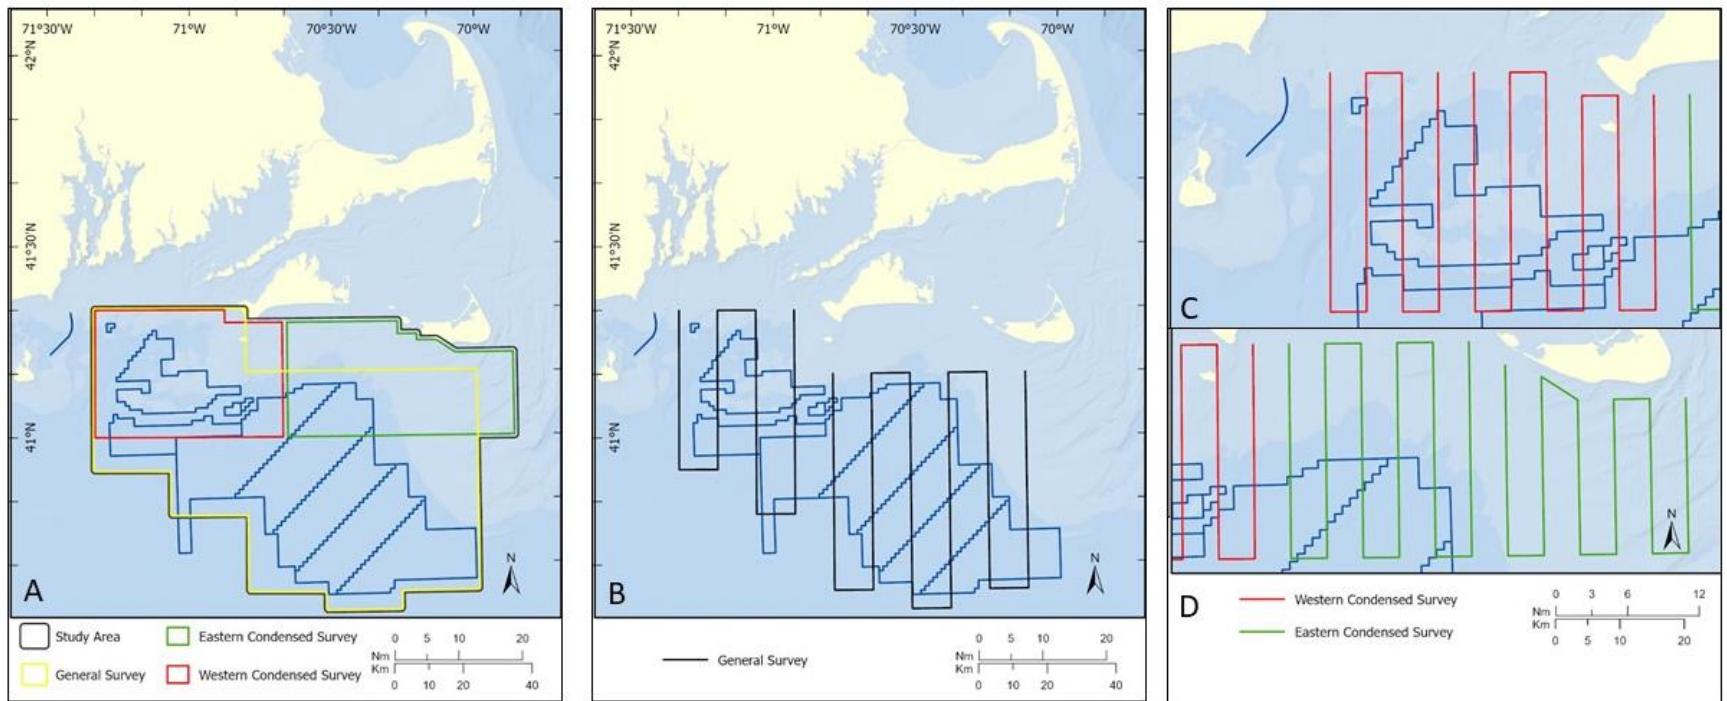 71°30'W 71°W 70°30'W 70°W
42°N
41°30'N
41°N
N
A
Study Area
Eastern Condensed Survey
General Survey
Western Condensed Survey
0 5 10 20
Nm
Km
0 10 20 40
71°30'W 71°W 70°30'W 70°W
42°N
41°30'N
41°N
N
B
General Survey
0 5 10 20
Nm
Km
0 10 20 40
C
N
D
Western Condensed Survey
Eastern Condensed Survey
0 3 6 12
Nm
Km
0 5 10 20